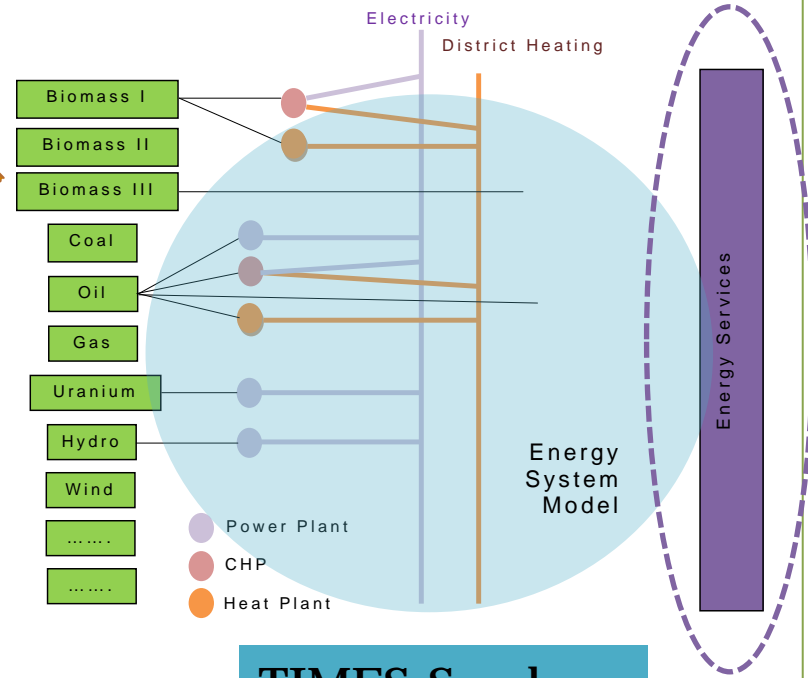 Electricity
District Heating
Biomass I
Biomass II
Biomass III
Coal
Oil
Gas
Uranium
Hydro
Wind
…….
…….
Power Plant
CHP
Heat Plant
Energy
System
Model
Energy Services